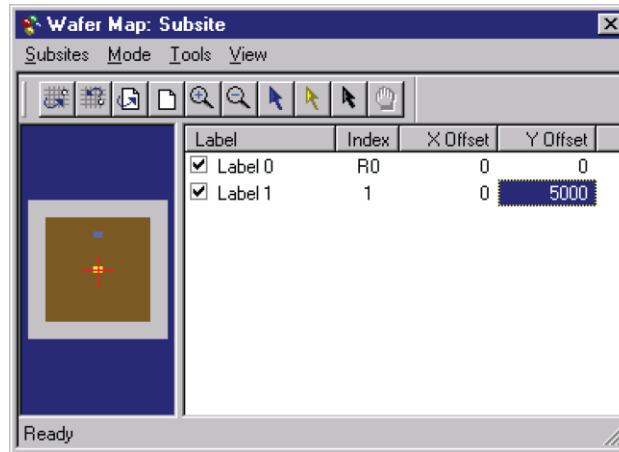 Wafer Map: Subsite
Subsites Mode Tools View
Label Index X Offset Y Offset
Label 0 R0 0 0
Label 1 1 0 5000
Ready